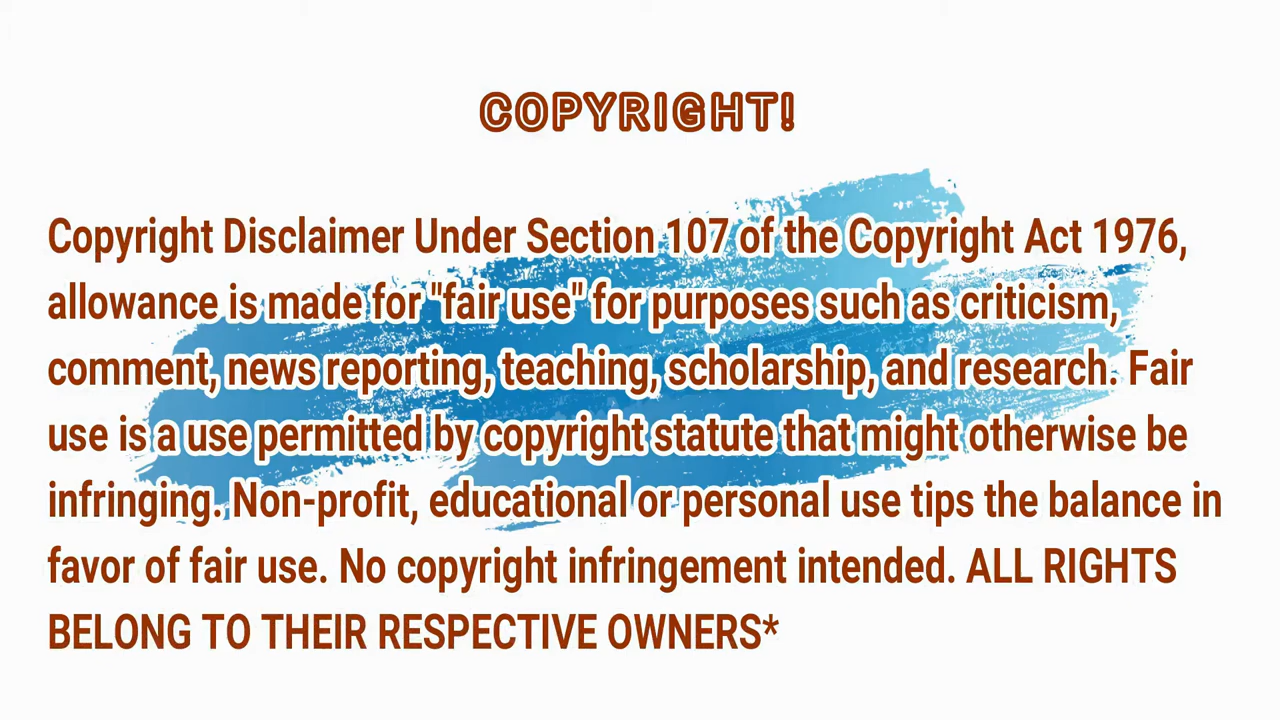 COPYRIGHT!
Copyright Disclaimer Under Section 107 of the Copyright Act 1976,
allowance is made for "fair use" for purposes such as criticism,
comment, news reporting, teaching, scholarship, and research. Fair
use is a use permitted by copyright statute that might otherwise be
infringing. Non-profit, educational or personal use tips the balance in
favor of fair use. No copyright infringement intended. ALL RIGHTS
BELONG TO THEIR RESPECTIVE OWNERS*